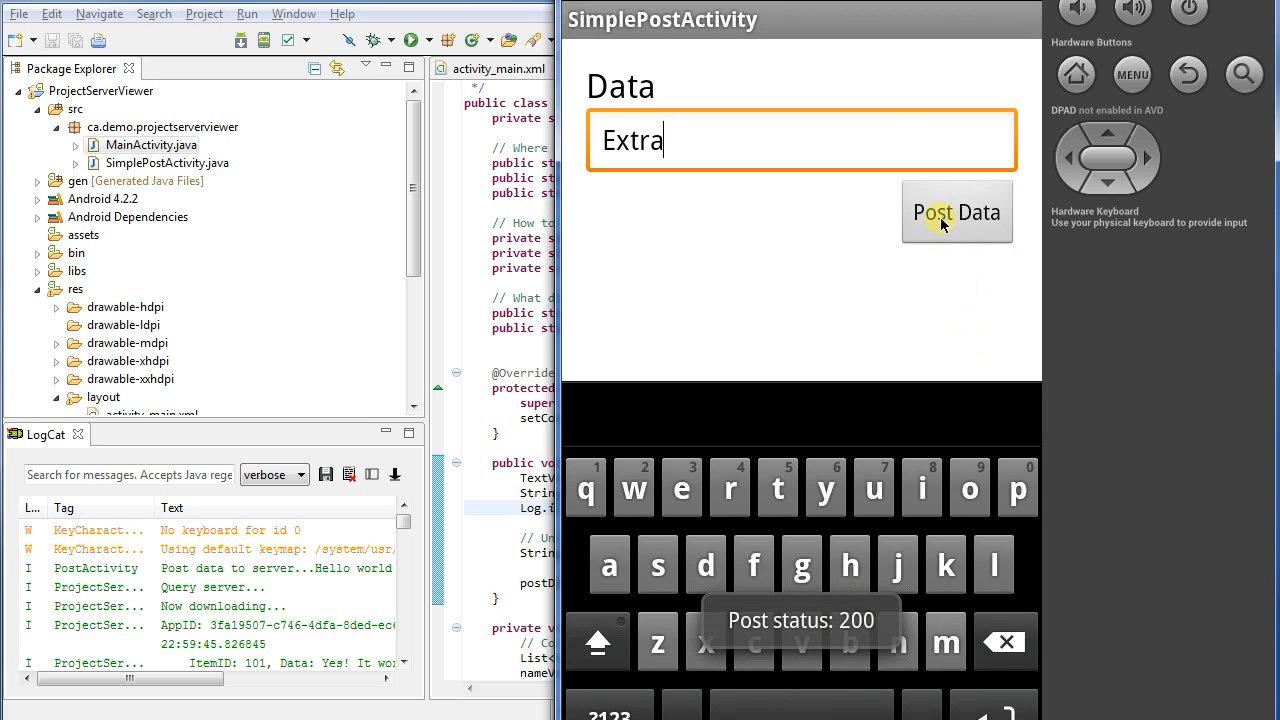 File Edit Navigate Search Project Run Window Help
Package Explorer
ProjectServerViewer
src
ca.demo.projectserverviewer
MainActivity.java
SimplePostActivity.java
gen [Generated Java Files]
Android 4.2.2
Android Dependencies
assets
bin
libs
res
drawable-hdpi
drawable-ldpi
drawable-mdpi
drawable-xhdpi
drawable-xxhdpi
layout
activity_main.xml
LogCat
Search for messages. Accepts Java rege
verbose
L... Tag Text
W KeyCharact... No keyboard for id 0
W KeyCharact... Using default keymap: /system/usr/
I PostActivity Post data to server...Hello world
I ProjectSer... Query server...
I ProjectSer... Now downloading...
I ProjectSer... AppID: 3fa19507-c746-4dfa-8ded-ec
22:59:45.826845
I ProjectSer... ItemID: 101, Data: Yes! It wor
activity_main.xml
*/
public class
private s
// Where
public st
public st
public st
// How to
private s
private s
private s
// What d
public st
public st
@Override
protected
super
setCo
}
public vo
TextV
Strin
Log.i
// Un
Strin
postD
}
private v
// Co
List<
nameV
SimplePostActivity
Data
Extra
Post Data
1 2 3 4 5 6 7 8 9 0
q w e r t y u i o p
a s d f g h j k l
Post status: 200
z x c v b n m
?123
Hardware Buttons
MENU
DPAD not enabled in AVD
Hardware Keyboard
Use your physical keyboard to provide input